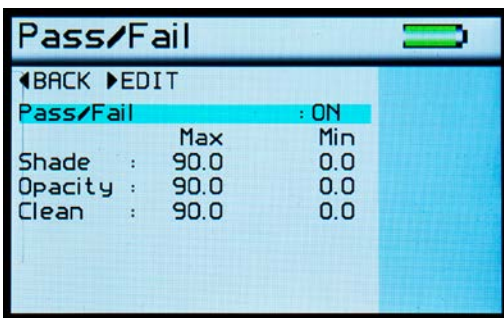 Pass/Fail
◀BACK ▶EDIT
Pass/Fail : ON
Max Min
Shade : 90.0 0.0
Opacity : 90.0 0.0
Clean : 90.0 0.0